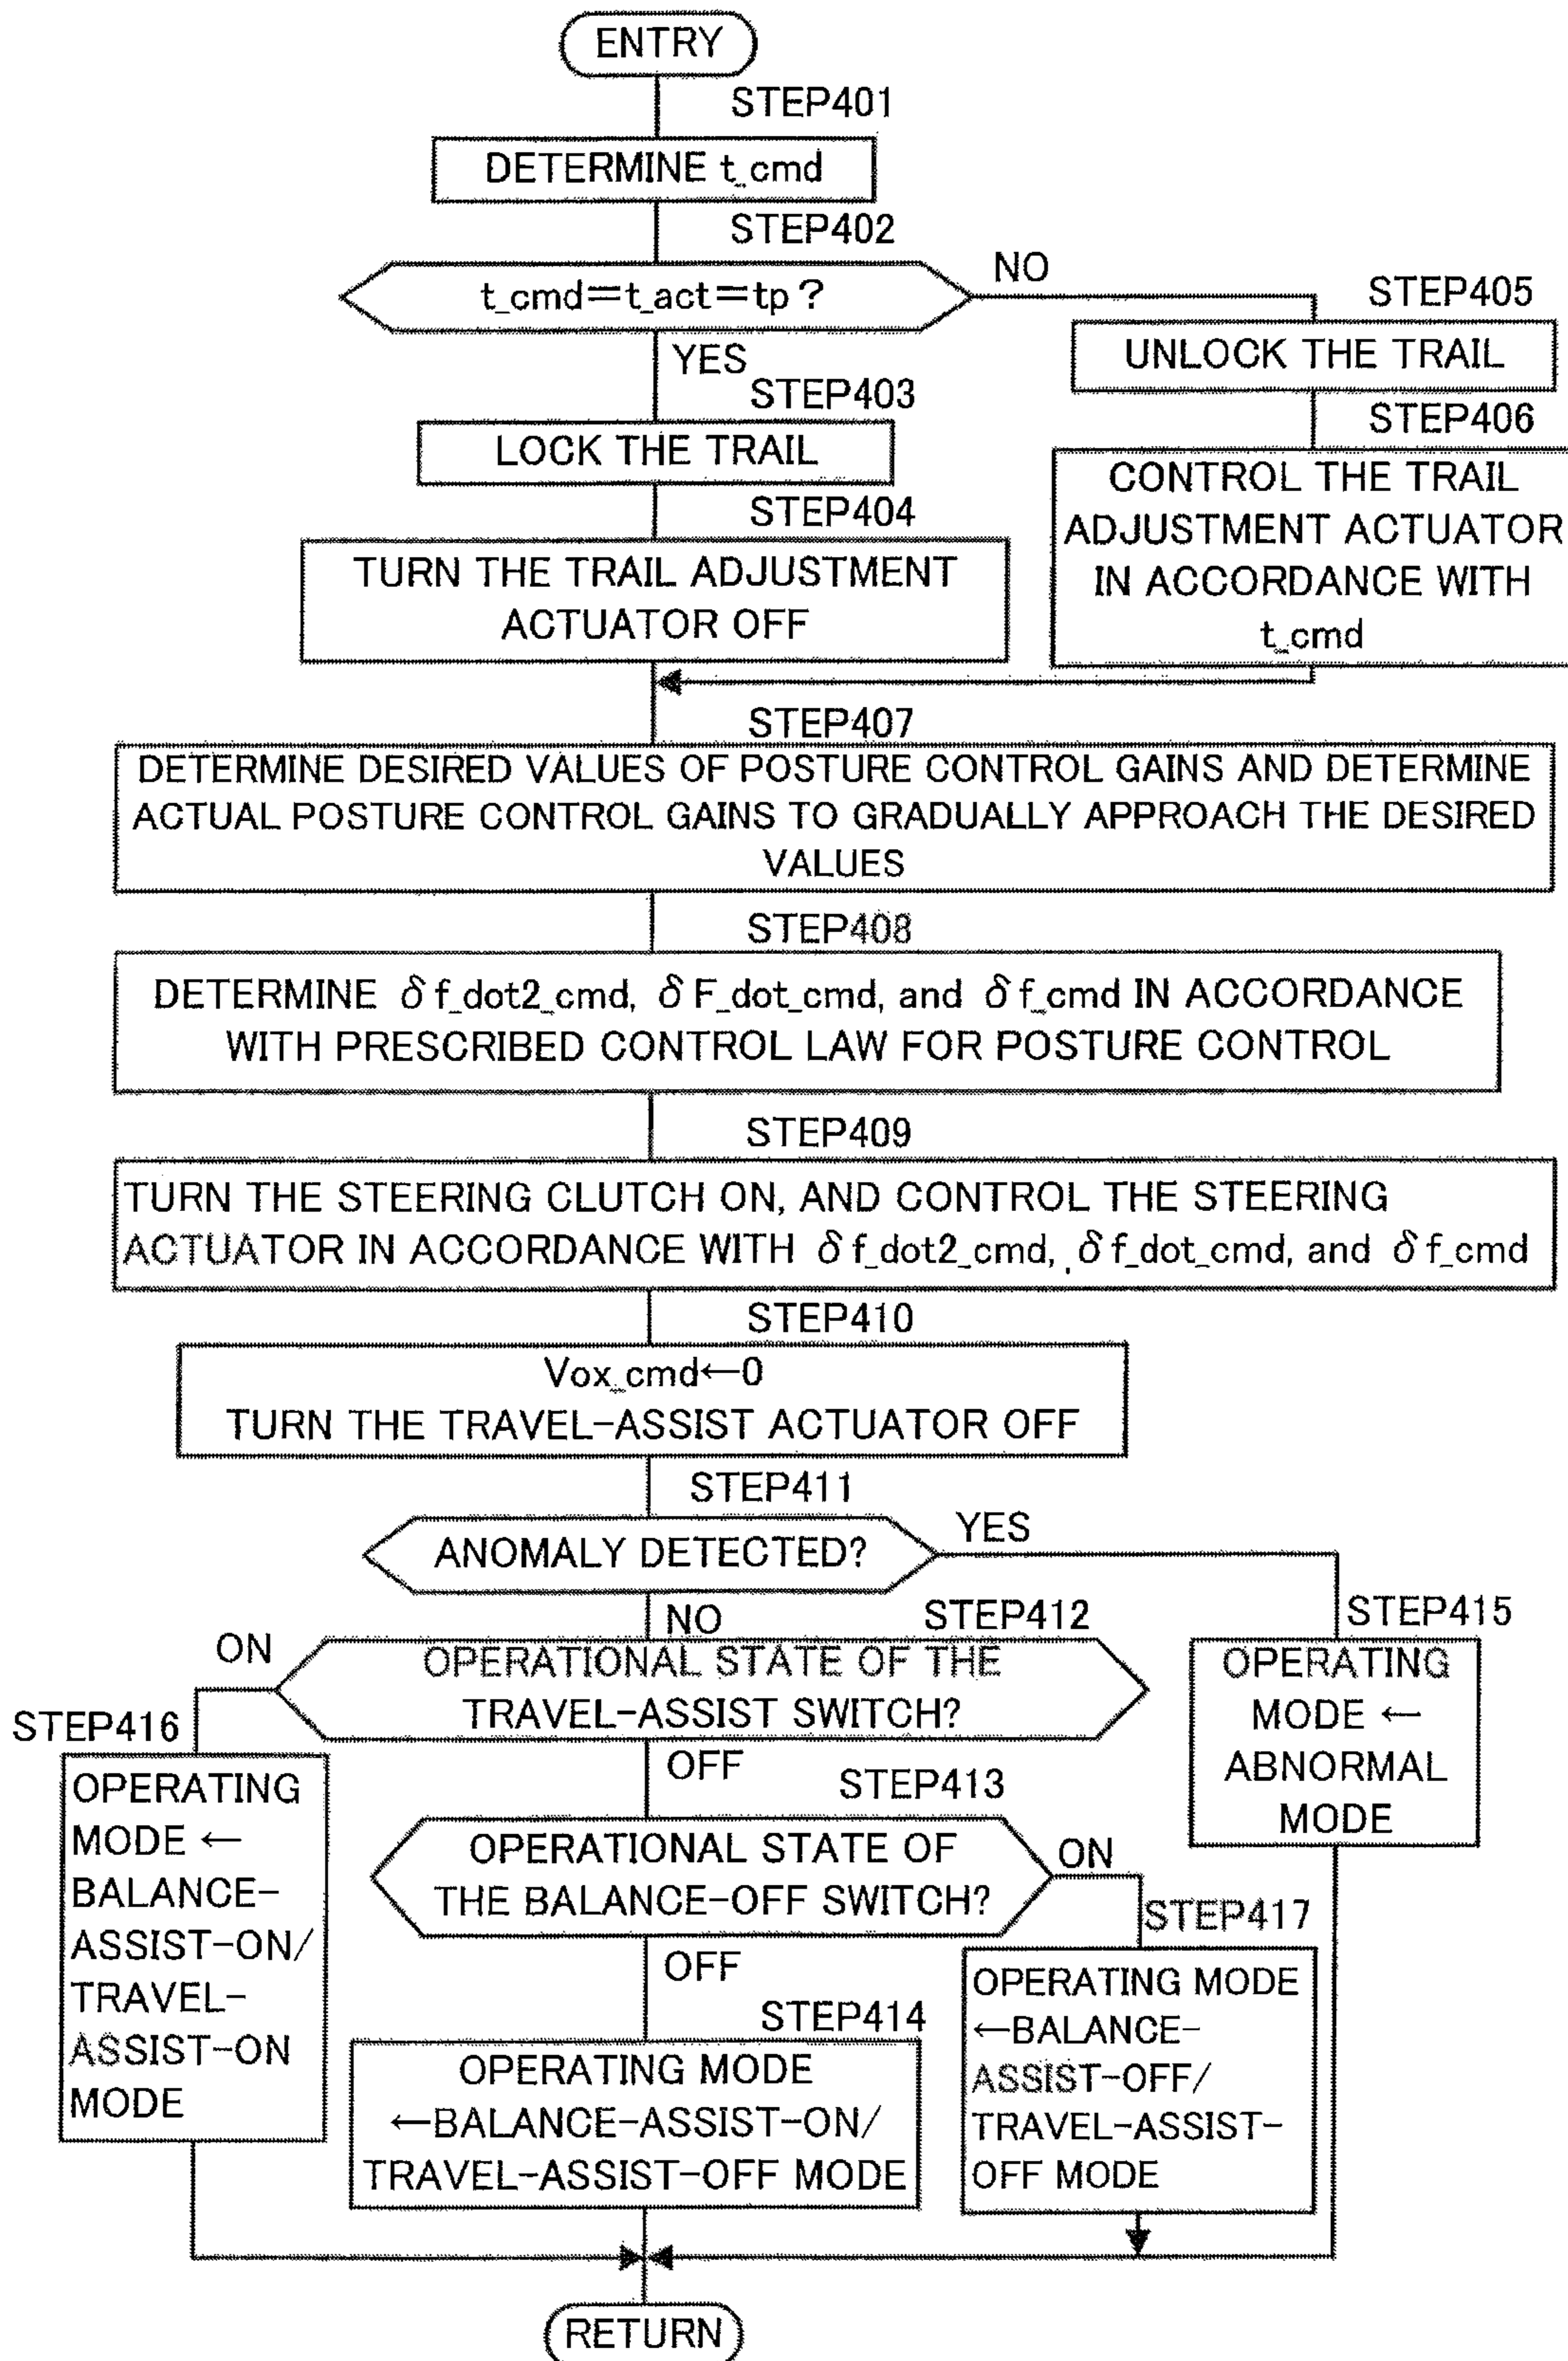 ENTRY
STEP401
DETERMINE t_cmd
STEP402
t_cmd=t_act=tp?
NO
STEP405
UNLOCK THE TRAIL
YES
STEP403
LOCK THE TRAIL
STEP406
CONTROL THE TRAIL
ADJUSTMENT ACTUATOR
IN ACCORDANCE WITH
t_cmd
STEP404
TURN THE TRAIL ADJUSTMENT
ACTUATOR OFF
STEP407
DETERMINE DESIRED VALUES OF POSTURE CONTROL GAINS AND DETERMINE
ACTUAL POSTURE CONTROL GAINS TO GRADUALLY APPROACH THE DESIRED
VALUES
STEP408
DETERMINE δf_dot2_cmd, δF_dot_cmd, and δf_cmd IN ACCORDANCE
WITH PRESCRIBED CONTROL LAW FOR POSTURE CONTROL
STEP409
TURN THE STEERING CLUTCH ON, AND CONTROL THE STEERING
ACTUATOR IN ACCORDANCE WITH δf_dot2_cmd, δf_dot_cmd, and δf_cmd
STEP410
Vox_cmd←0
TURN THE TRAVEL-ASSIST ACTUATOR OFF
STEP411
ANOMALY DETECTED?
YES
NO
STEP412
OPERATIONAL STATE OF THE
TRAVEL-ASSIST SWITCH?
ON
STEP415
OPERATING
MODE ←
ABNORMAL
MODE
STEP416
OPERATING
MODE ←
BALANCE-
ASSIST-ON/
TRAVEL-
ASSIST-ON
MODE
OFF
STEP413
OPERATIONAL STATE OF
THE BALANCE-OFF SWITCH?
ON
STEP417
OPERATING MODE
←BALANCE-
ASSIST-OFF/
TRAVEL-ASSIST-
OFF MODE
OFF
STEP414
OPERATING MODE
←BALANCE-ASSIST-ON/
TRAVEL-ASSIST-OFF MODE
RETURN